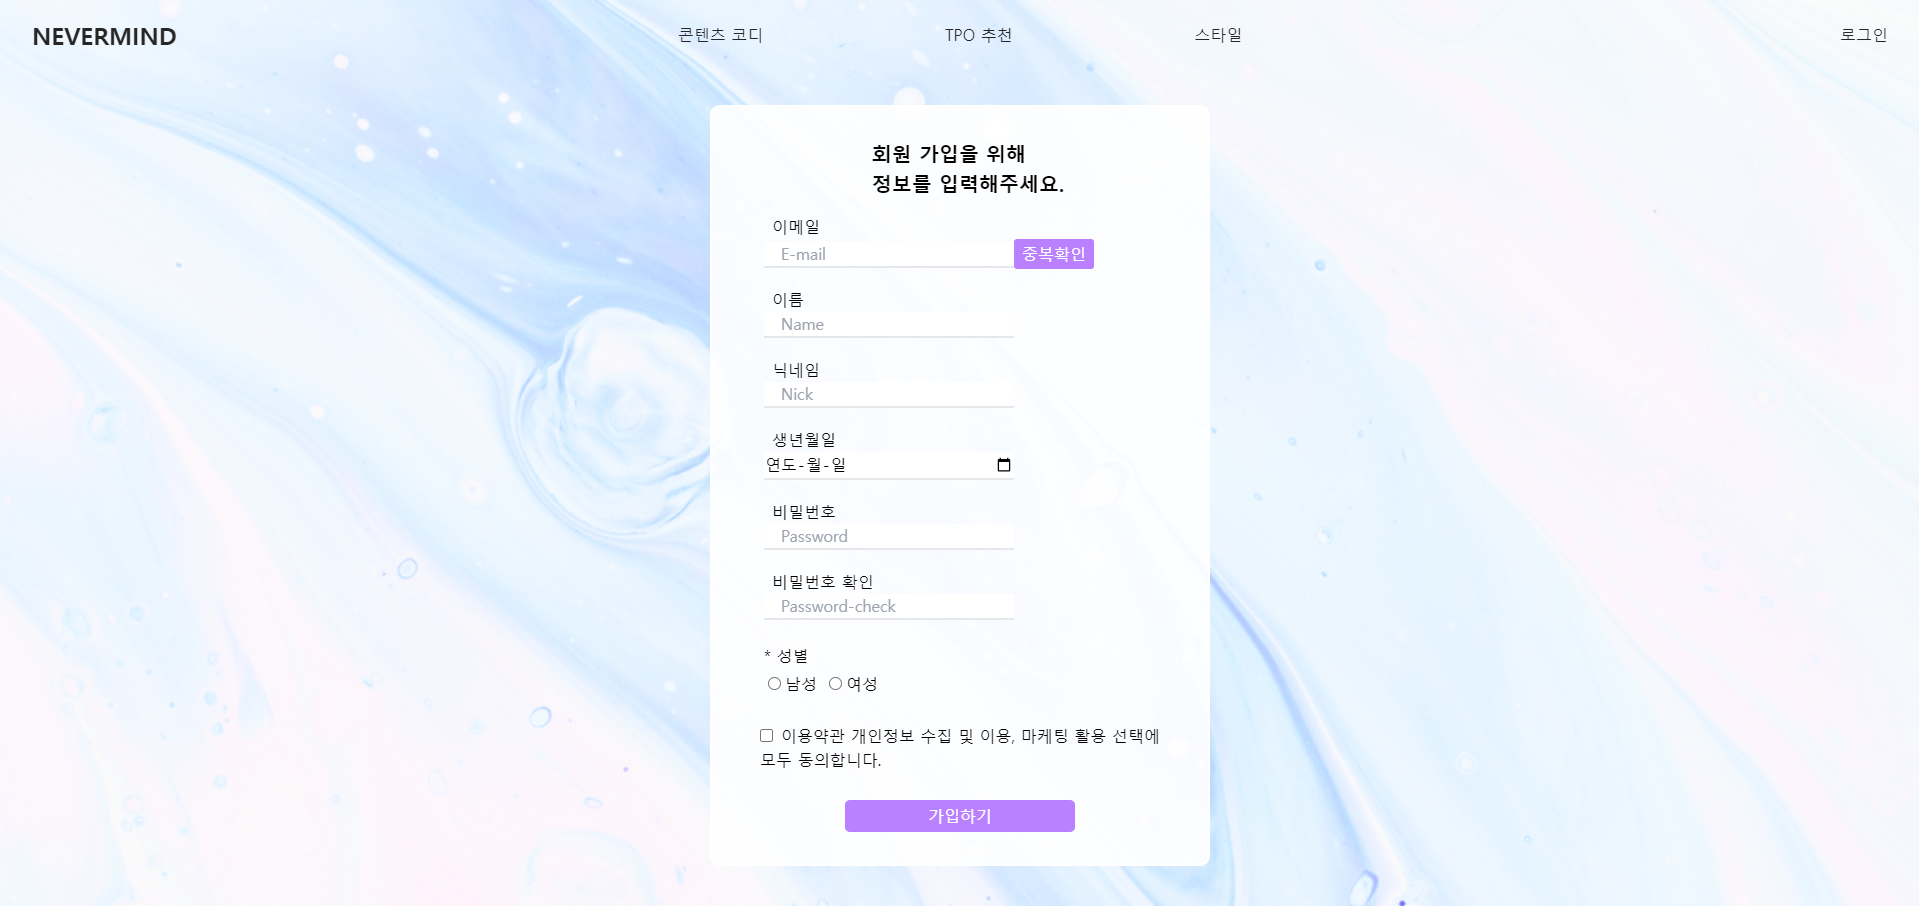 NEVERMIND
콘텐츠 코디
TPO 추천
스타일
로그인
회원 가입을 위해
정보를 입력해주세요.
이메일
E-mail
중복확인
이름
Name
닉네임
Nick
생년월일
연도-월-일
비밀번호
Password
비밀번호 확인
Password-check
* 성별
남성 여성
이용약관 개인정보 수집 및 이용, 마케팅 활용 선택에
모두 동의합니다.
가입하기